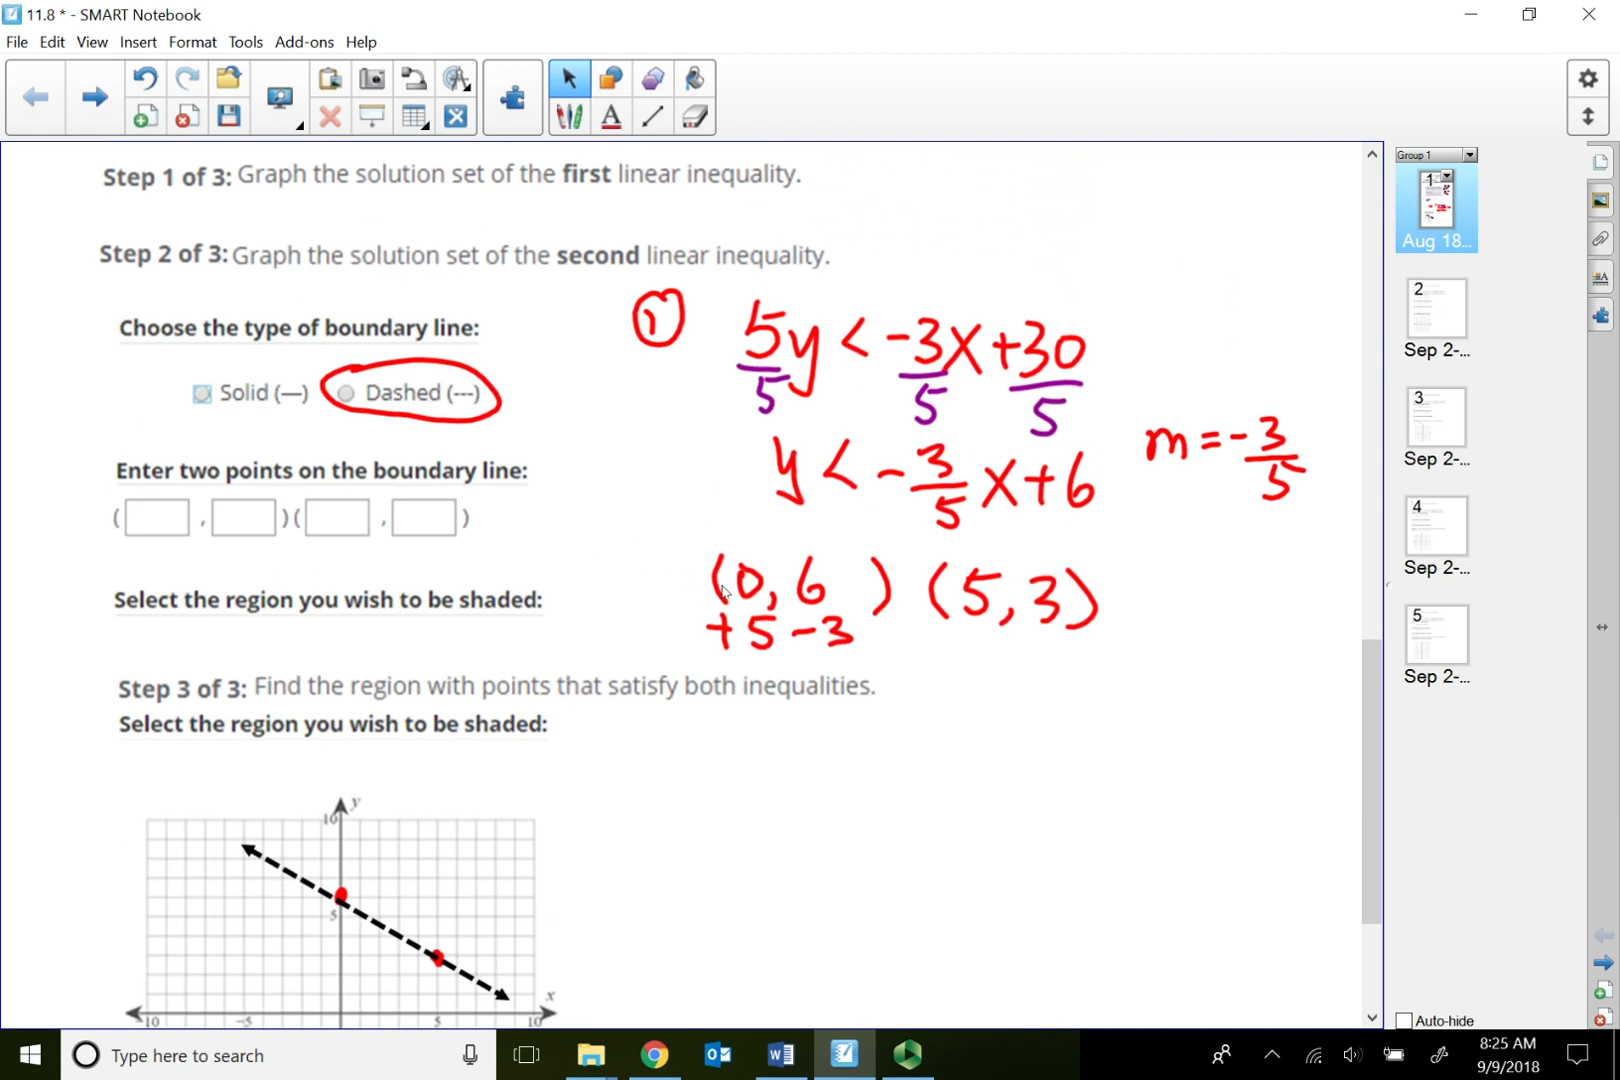 11.8 * - SMART Notebook
File Edit View Insert Format Tools Add-ons Help
Group 1
Step 1 of 3: Graph the solution set of the first linear inequality.
Step 2 of 3: Graph the solution set of the second linear inequality.
Choose the type of boundary line:
Solid (—) Dashed (---)
Enter two points on the boundary line:
( , ) ( , )
Select the region you wish to be shaded:
Step 3 of 3: Find the region with points that satisfy both inequalities.
Select the region you wish to be shaded:
① 5y < -3x + 30
5 5 5
y < -3/5 x + 6
m = -3/5
(0, 6 ) (5, 3)
+5 -3
y
10
5
x
-10 -5 5 10
1
Aug 18...
2
Sep 2-...
3
Sep 2-...
4
Sep 2-...
5
Sep 2-...
Auto-hide
Type here to search
8:25 AM
9/9/2018